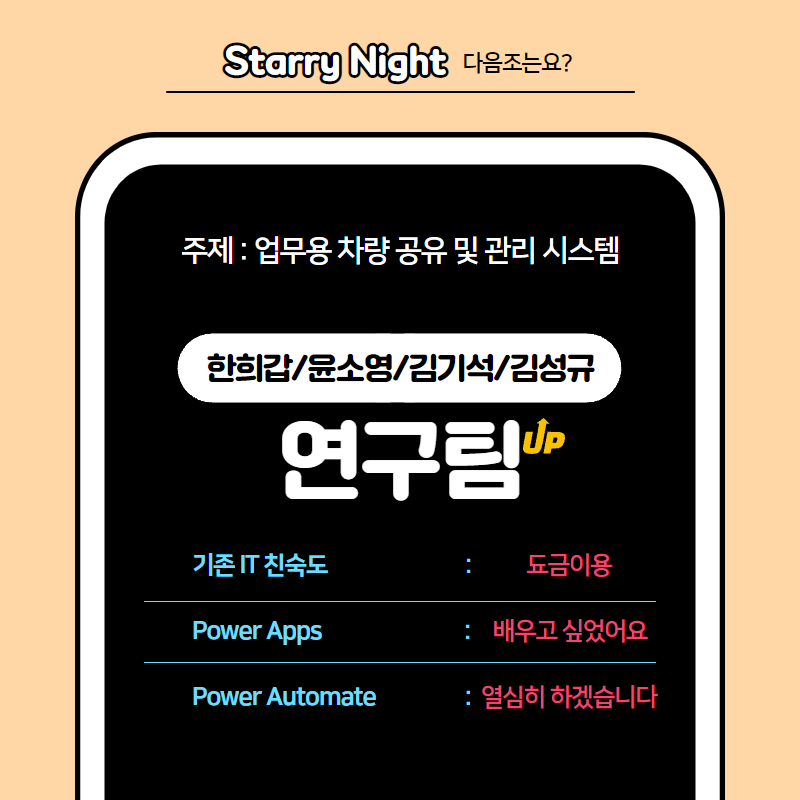 Starry Night 다음조는요?
주제 : 업무용 차량 공유 및 관리 시스템
한희갑/윤소영/김기석/김성규
연구팀 UP
기존 IT 친숙도 : 됴금이용
Power Apps : 배우고 싶었어요
Power Automate : 열심히 하겠습니다